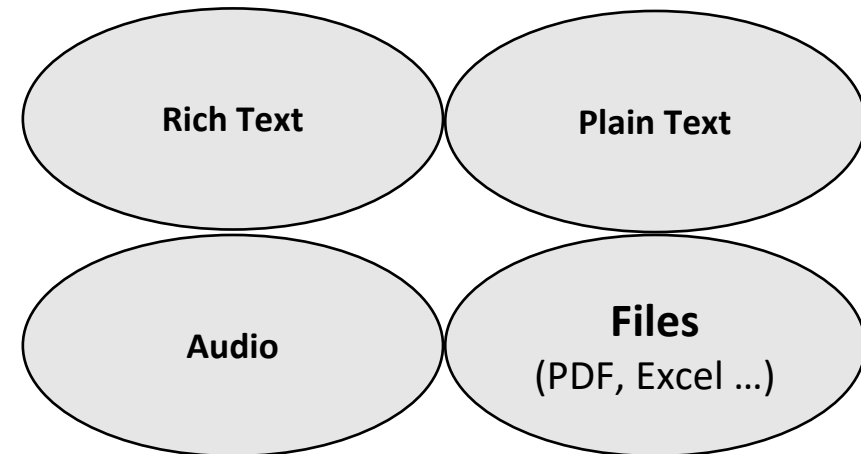 Rich Text
Plain Text
Audio
Files
(PDF, Excel ...)